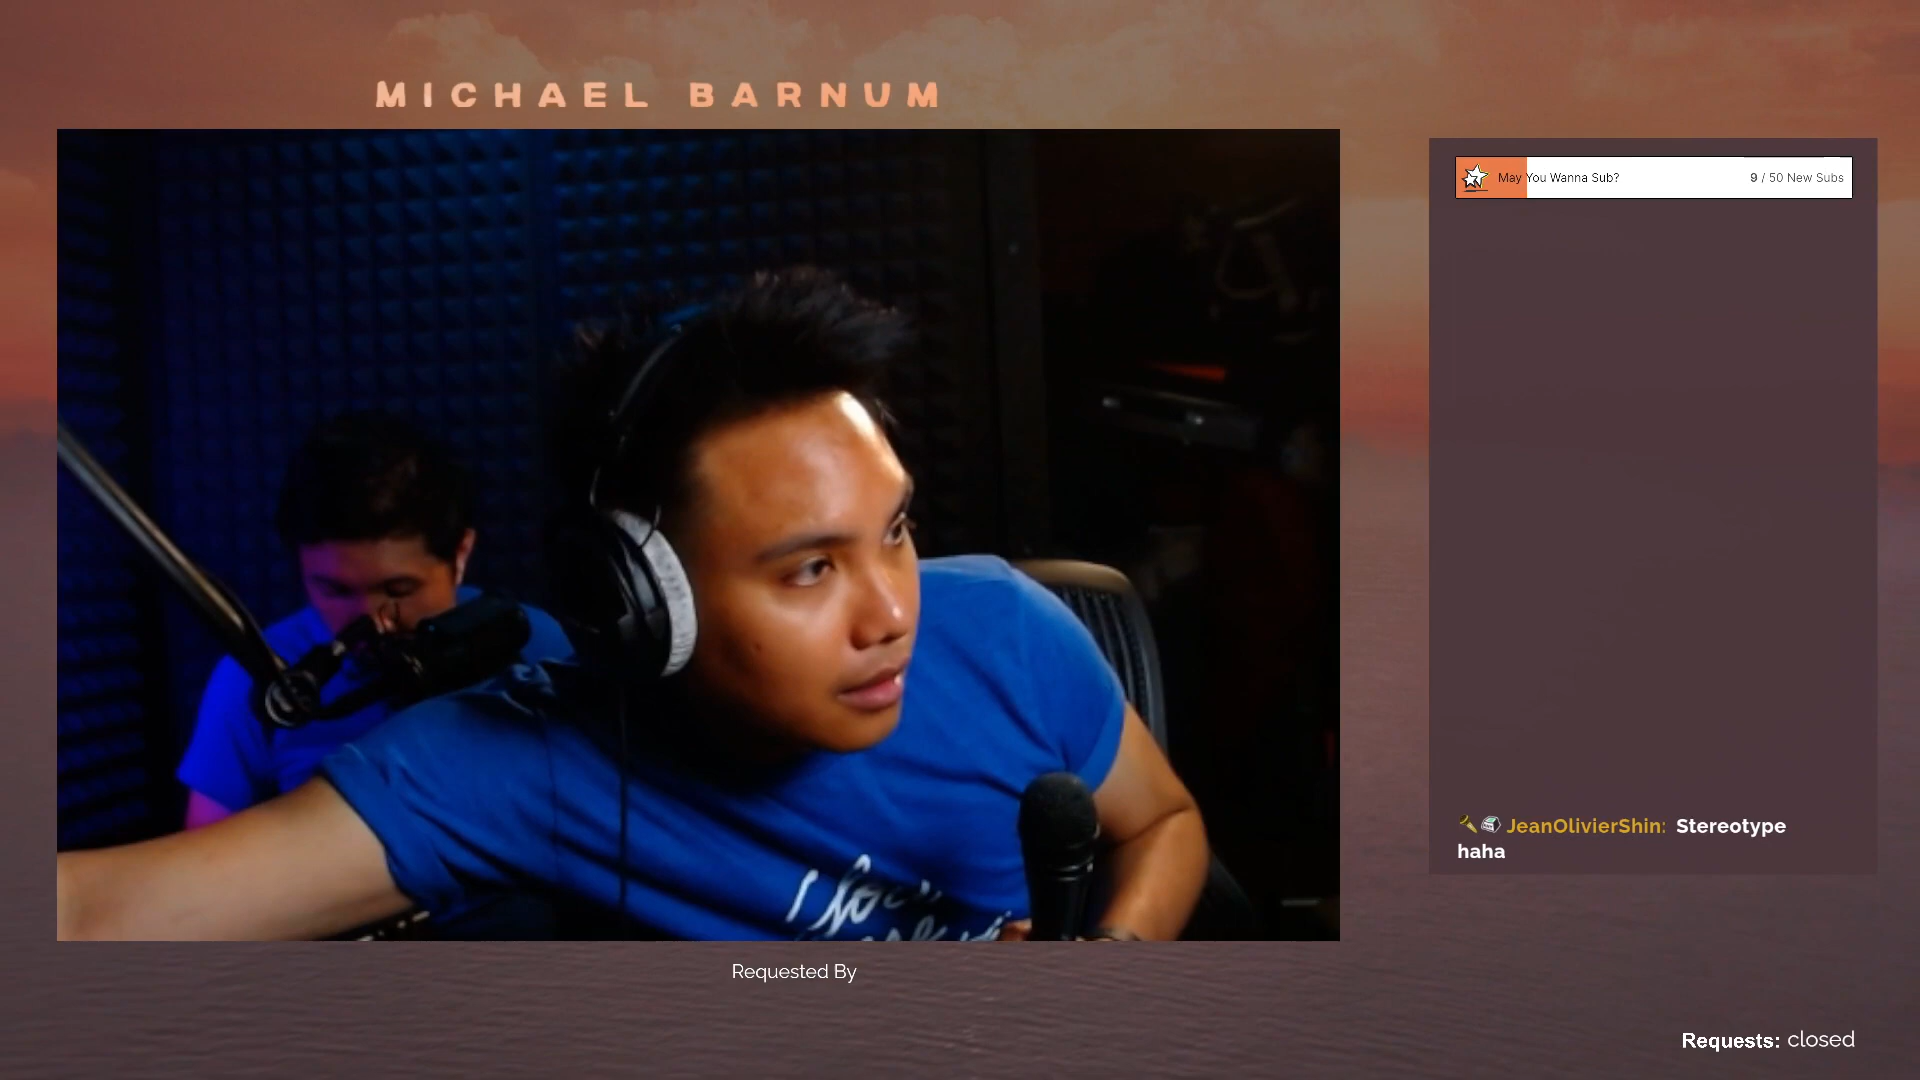 MICHAEL BARNUM
May You Wanna Sub? 9 / 50 New Subs
JeanOlivierShin: Stereotype
haha
Requested By
Requests: closed